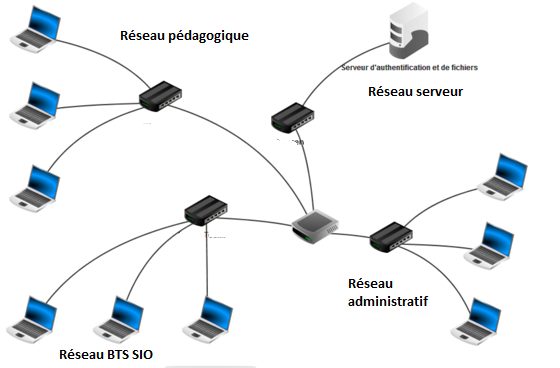 Réseau pédagogique
Serveur d'authentification et de fichiers
Réseau serveur
Réseau
administratif
Réseau BTS SIO